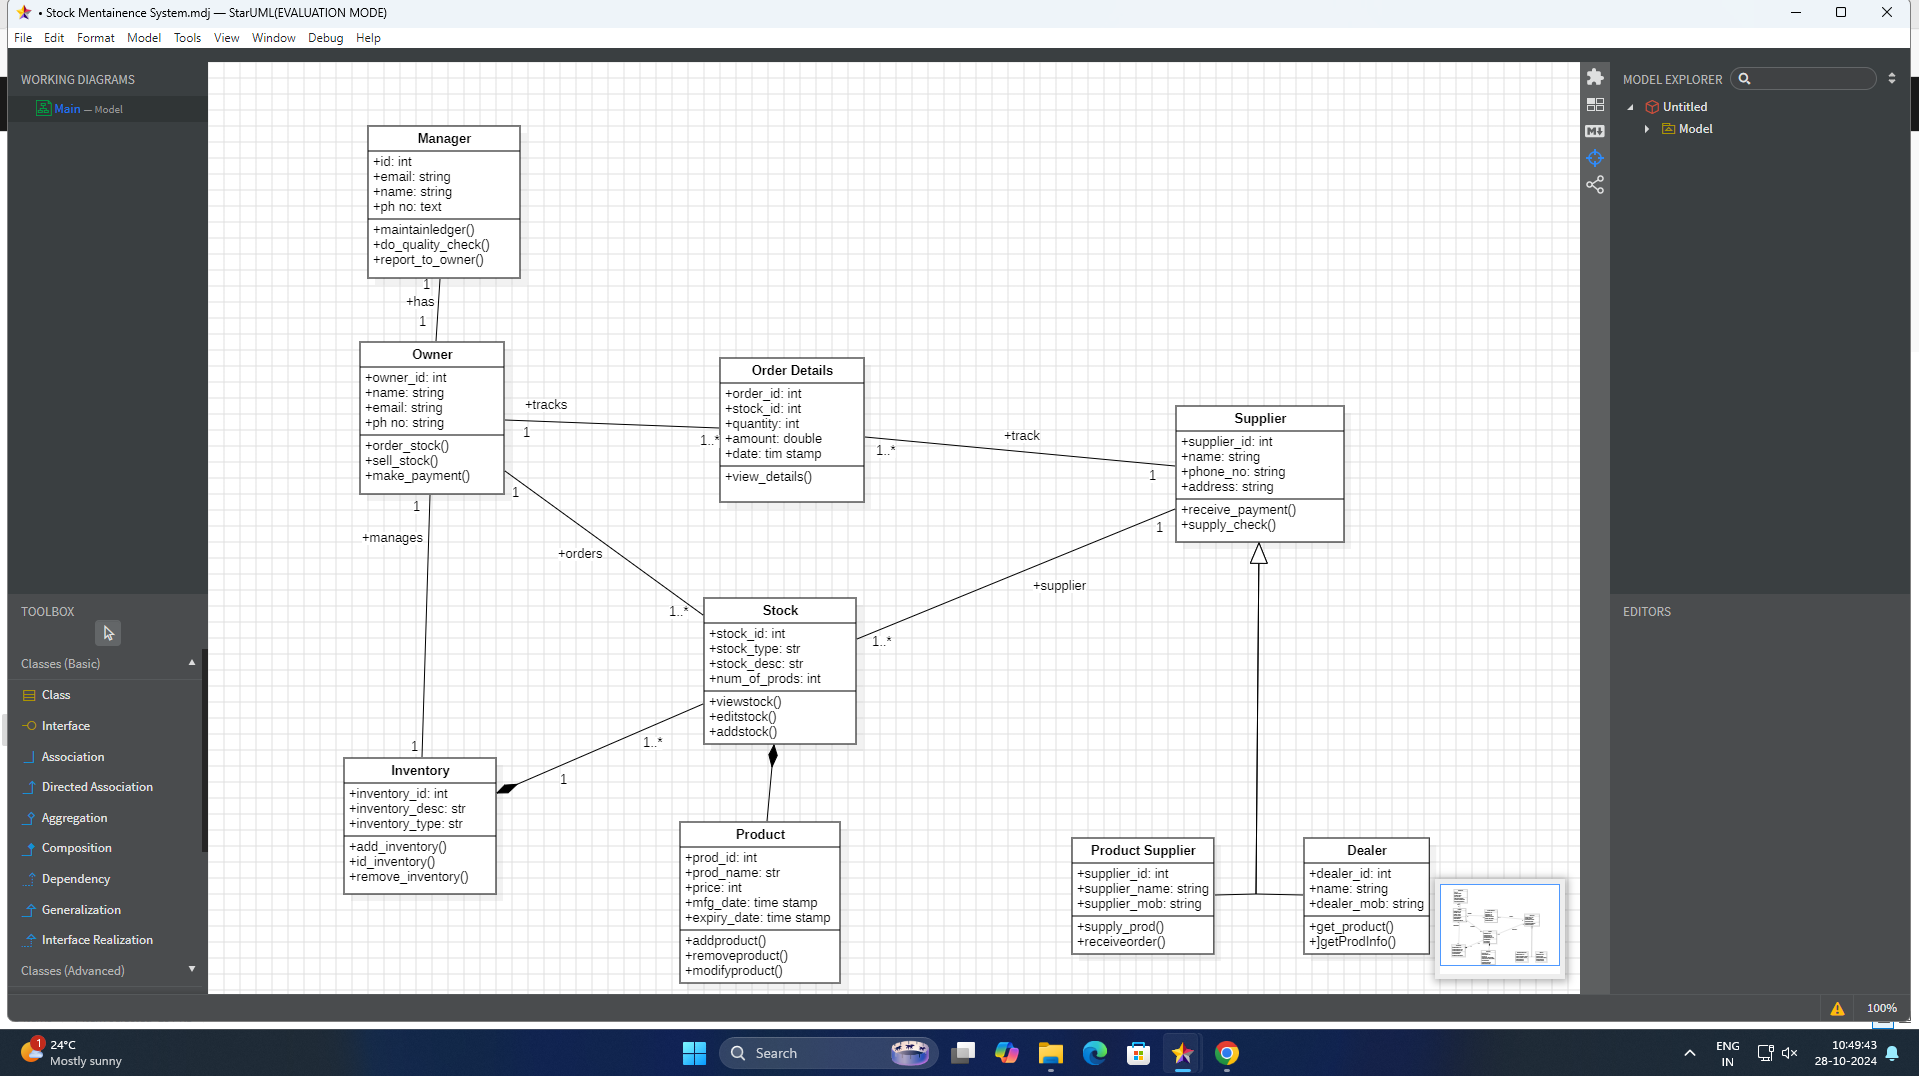 • Stock Mentainence System.mdj — StarUML(EVALUATION MODE)
File Edit Format Model Tools View Window Debug Help
WORKING DIAGRAMS
Main — Model
TOOLBOX
Classes (Basic)
Class
Interface
Association
Directed Association
Aggregation
Composition
Dependency
Generalization
Interface Realization
Classes (Advanced)
Manager
+id: int
+email: string
+name: string
+ph no: text
+maintainledger()
+do_quality_check()
+report_to_owner()
1
+has
1
Owner
+owner_id: int
+name: string
+email: string
+ph no: string
+order_stock()
+sell_stock()
+make_payment()
+tracks
1
1..*
Order Details
+order_id: int
+stock_id: int
+quantity: int
+amount: double
+date: tim stamp
+view_details()
+track
1..*
1
Supplier
+supplier_id: int
+name: string
+phone_no: string
+address: string
+receive_payment()
+supply_check()
1
+manages
1
1
+orders
1..*
1
+supplier
1..*
Stock
+stock_id: int
+stock_type: str
+stock_desc: str
+num_of_prods: int
+viewstock()
+editstock()
+addstock()
1..*
1
Inventory
+inventory_id: int
+inventory_desc: str
+inventory_type: str
+add_inventory()
+id_inventory()
+remove_inventory()
Product
+prod_id: int
+prod_name: str
+price: int
+mfg_date: time stamp
+expiry_date: time stamp
+addproduct()
+removeproduct()
+modifyproduct()
Product Supplier
+supplier_id: int
+supplier_name: string
+supplier_mob: string
+supply_prod()
+receiveorder()
Dealer
+dealer_id: int
+name: string
+dealer_mob: string
+get_product()
+]getProdInfo()
M
MODEL EXPLORER
Untitled
Model
EDITORS
100%
1
24°C
Mostly sunny
Search
ENG
IN
10:49:43
28-10-2024